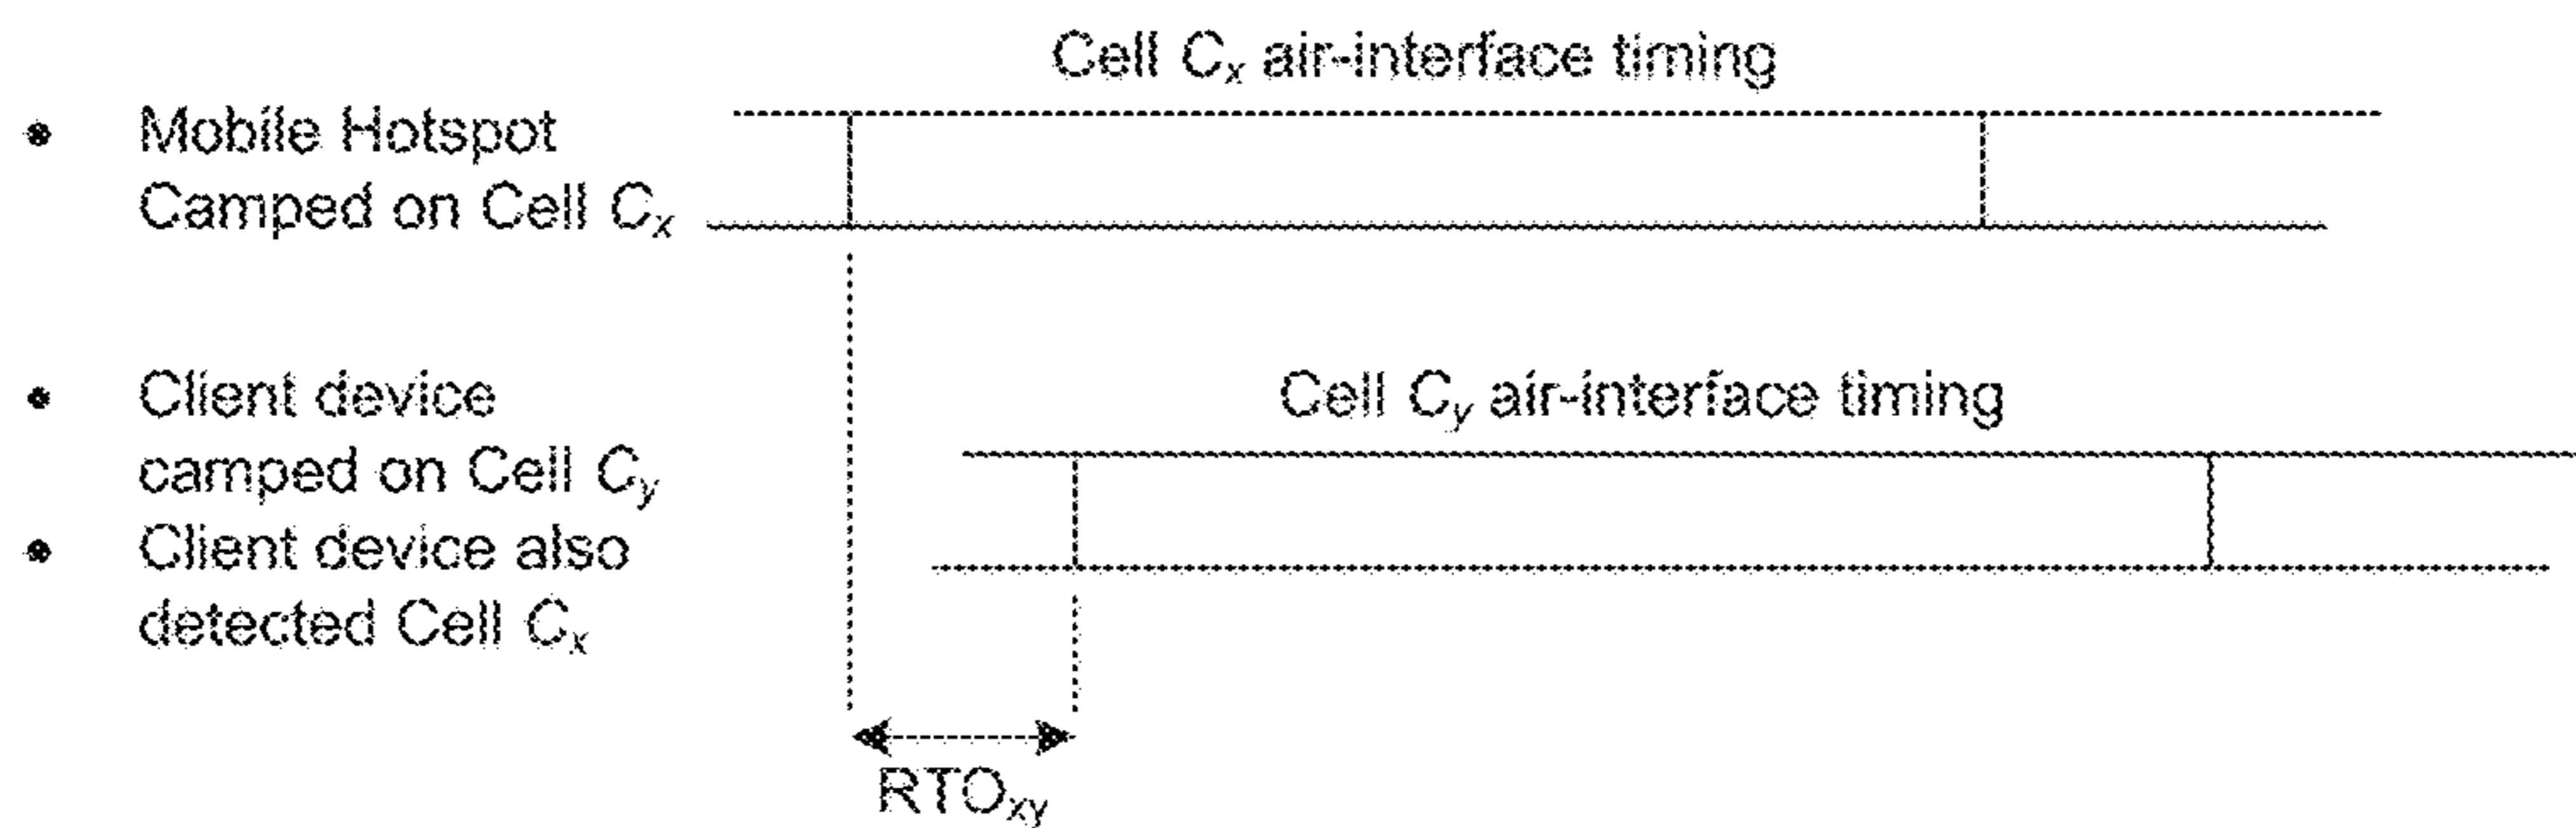 Cell Cx air-interface timing
• Mobile Hotspot
Camped on Cell Cx
• Client device
camped on Cell Cy
Cell Cy air-interface timing
• Client device also
detected Cell Cx
RTOxy